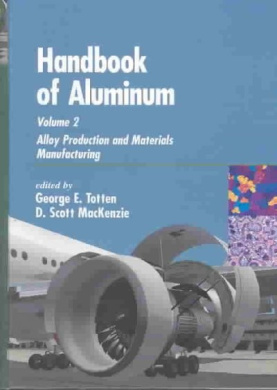 Handbook
of Aluminum
Volume 2
Alloy Production and Materials
Manufacturing
edited by
George E. Totten
D. Scott MacKenzie